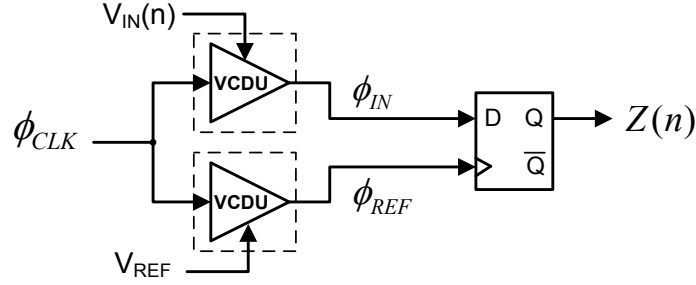 V_IN(n)
VCDU
ϕ_IN
D Q
Z(n)
ϕ_CLK
Q̅
VCDU
ϕ_REF
V_REF